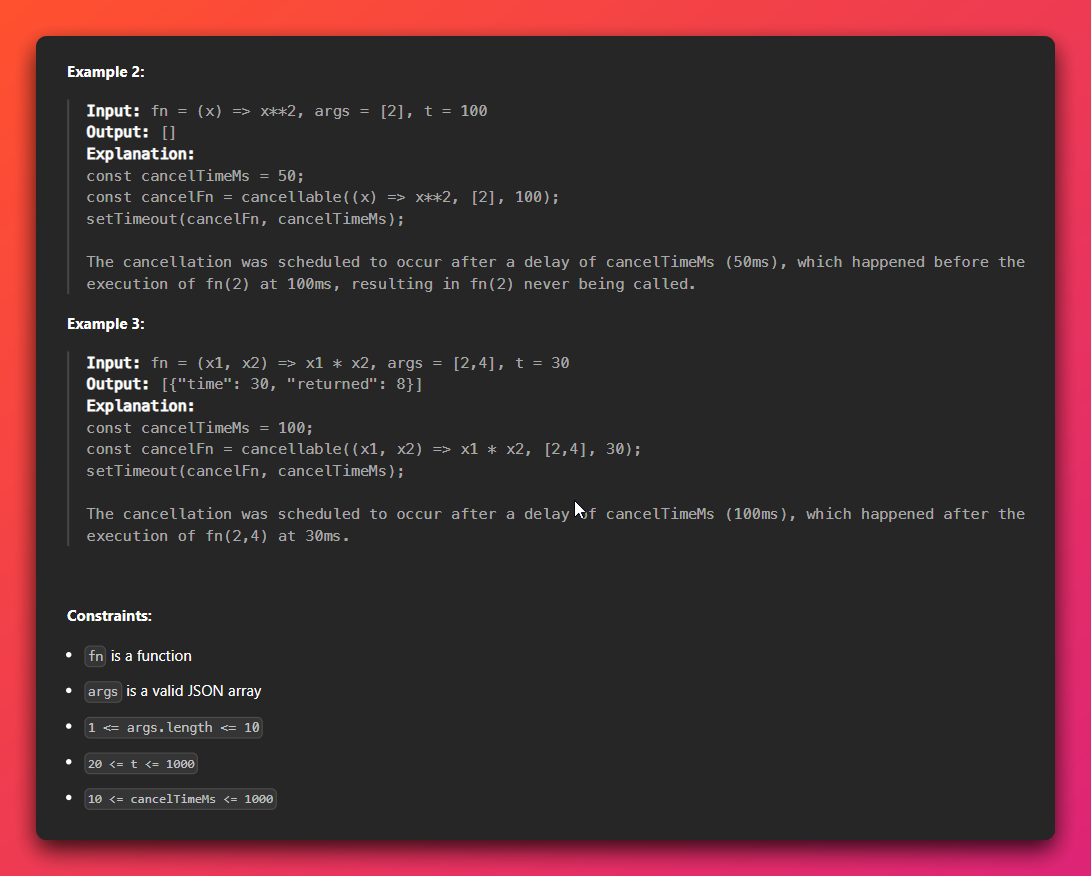 Example 2:
Input: fn = (x) => x**2, args = [2], t = 100
Output: []
Explanation:
const cancelTimeMs = 50;
const cancelFn = cancellable((x) => x**2, [2], 100);
setTimeout(cancelFn, cancelTimeMs);
The cancellation was scheduled to occur after a delay of cancelTimeMs (50ms), which happened before the
execution of fn(2) at 100ms, resulting in fn(2) never being called.
Example 3:
Input: fn = (x1, x2) => x1 * x2, args = [2,4], t = 30
Output: [{"time": 30, "returned": 8}]
Explanation:
const cancelTimeMs = 100;
const cancelFn = cancellable((x1, x2) => x1 * x2, [2,4], 30);
setTimeout(cancelFn, cancelTimeMs);
The cancellation was scheduled to occur after a delay of cancelTimeMs (100ms), which happened after the
execution of fn(2,4) at 30ms.
Constraints:
• fn is a function
• args is a valid JSON array
• 1 <= args.length <= 10
• 20 <= t <= 1000
• 10 <= cancelTimeMs <= 1000